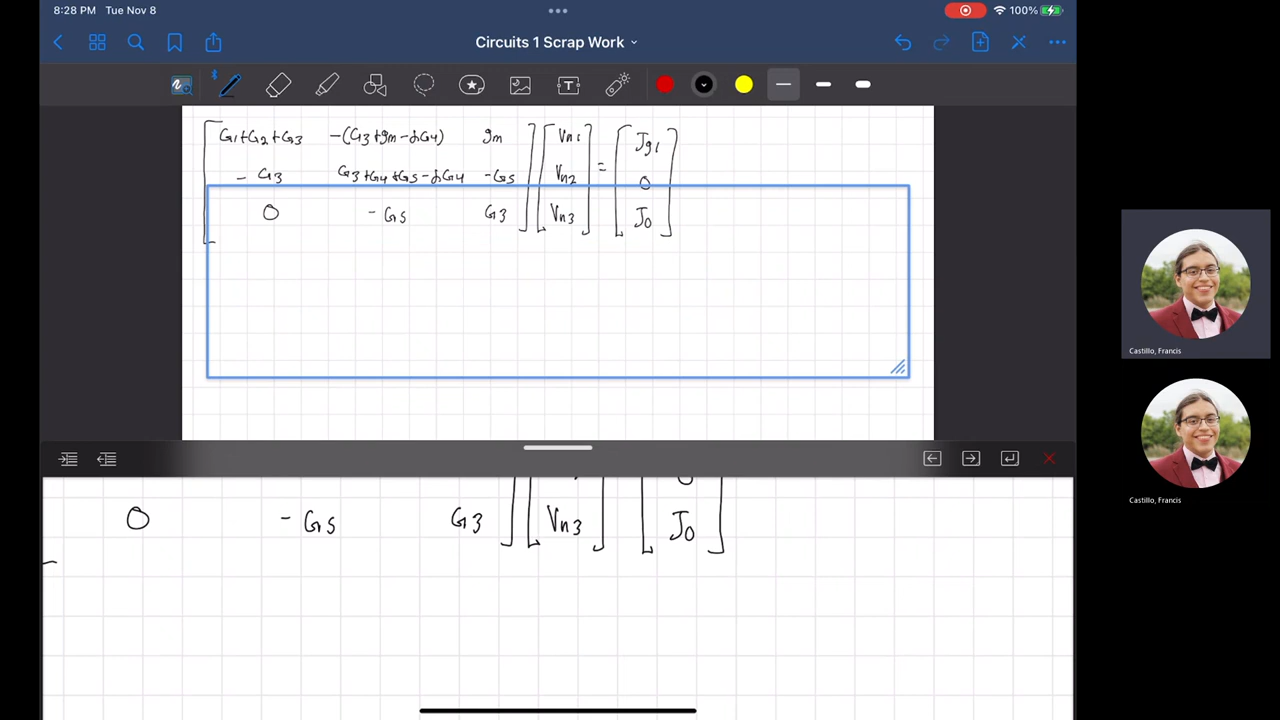 8:28 PM Tue Nov 8
100%
Circuits 1 Scrap Work
T
G1+G2+G3 -(G3+gm-αG4) gm Vn1 = Jg1
- G3 G3+G4+G5-αG4 -G5 Vn2 0
0 -G5 G3 Vn3 J0
Castillo, Francis
Castillo, Francis
0 -G5 G3 Vn3 J0